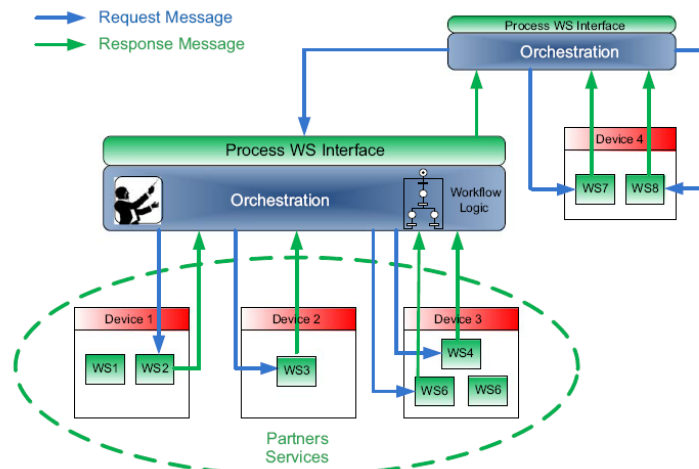 Request Message
Response Message
Process WS Interface
Orchestration
Process WS Interface
Orchestration
Workflow
Logic
Device 4
WS7
WS8
Device 1
WS1
WS2
Device 2
WS3
Device 3
WS4
WS6
WS6
Partners
Services